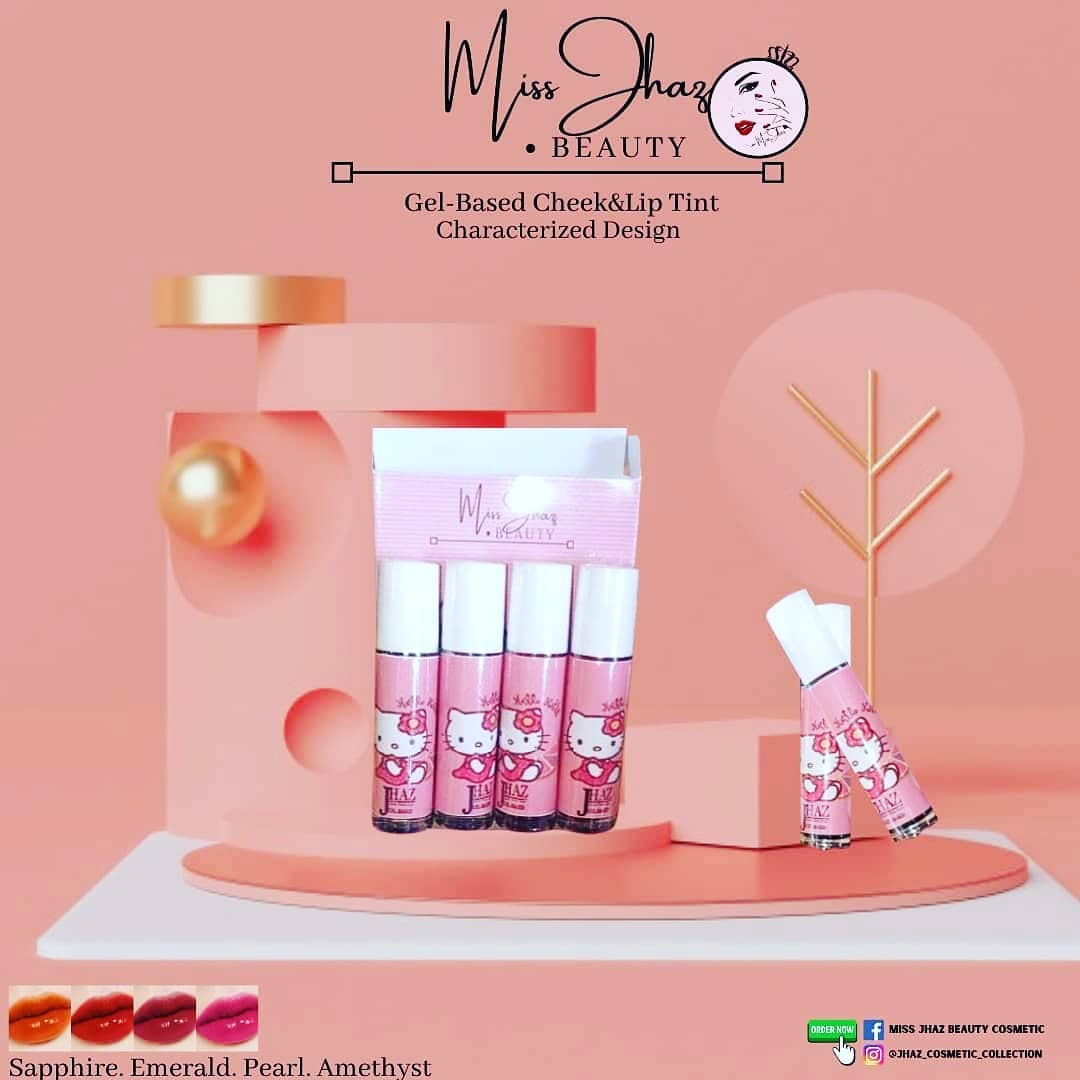 Miss Jhaz
• BEAUTY
Miss Jhaz
Gel-Based Cheek&Lip Tint
Characterized Design
Miss Jhaz
• BEAUTY
JHAZ
JHAZ
JHAZ
JHAZ
Sapphire. Emerald. Pearl. Amethyst
ORDER NOW
MISS JHAZ BEAUTY COSMETIC
@JHAZ_COSMETIC_COLLECTION